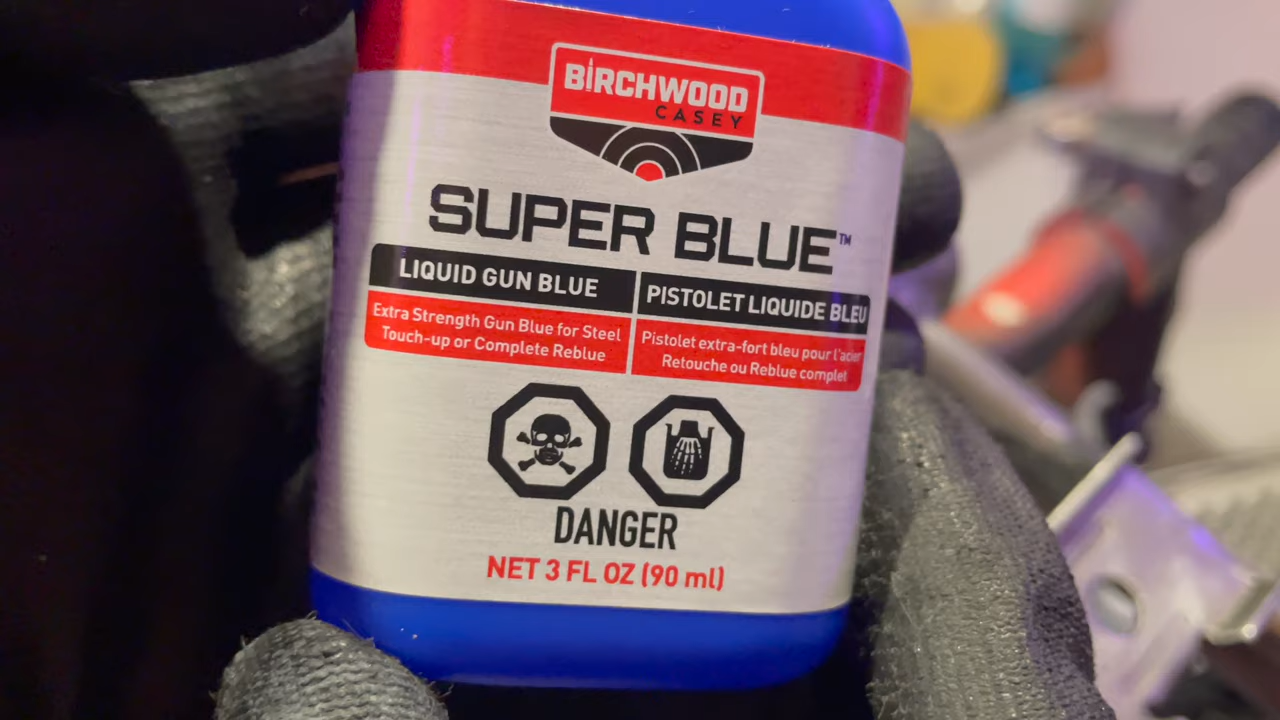 BIRCHWOOD
CASEY
SUPER BLUE™
LIQUID GUN BLUE
Extra Strength Gun Blue for Steel
Touch-up or Complete Reblue
PISTOLET LIQUIDE BLEU
Pistolet extra-fort bleu pour l'acier
Retouche ou Reblue complet
DANGER
NET 3 FL OZ (90 ml)